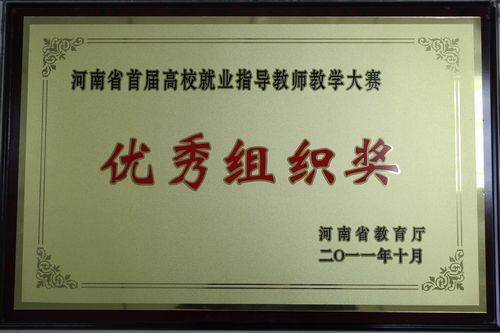 河南省首届高校就业指导教师教学大赛
优秀组织奖
河南省教育厅
二〇一一年十月